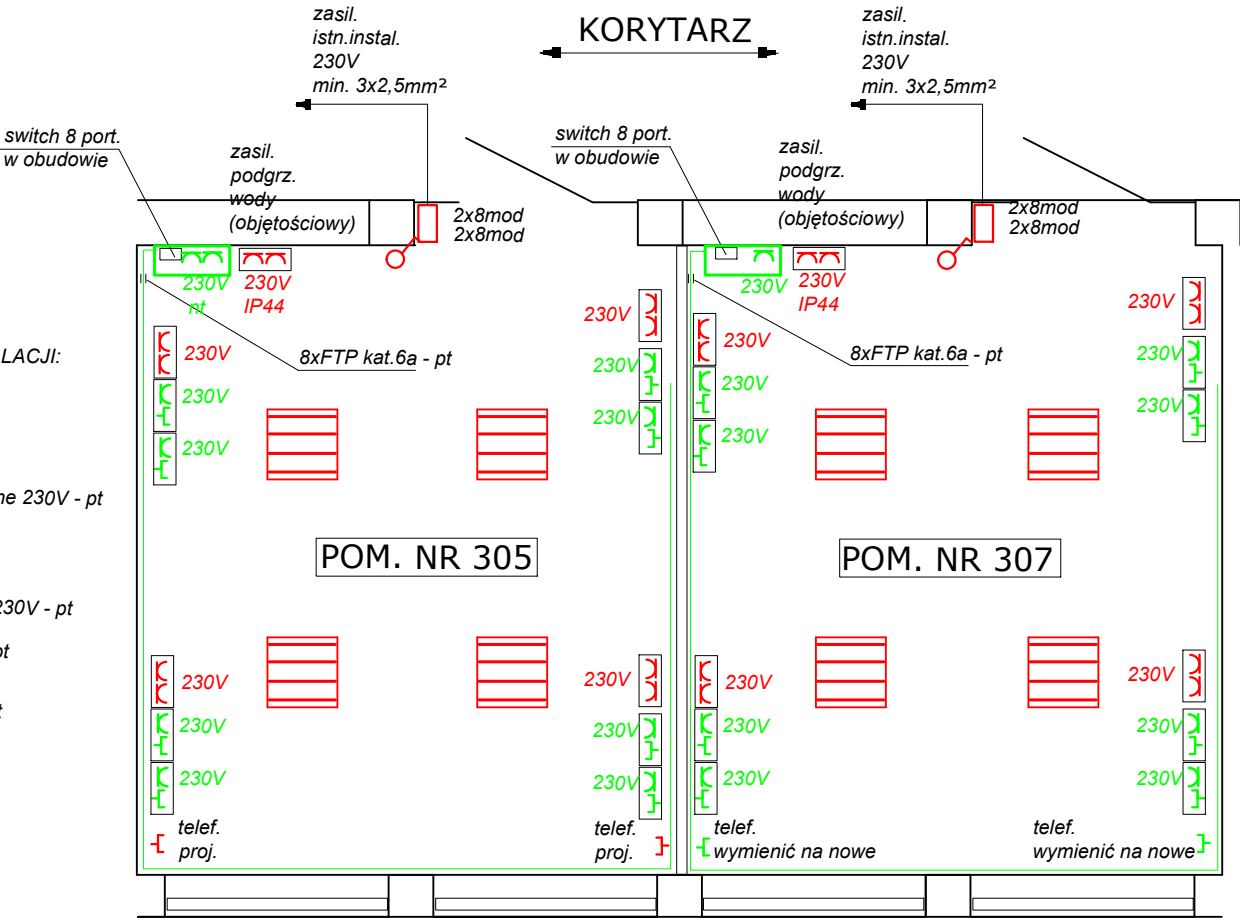 zasil.
istn.instal.
230V
min. 3x2,5mm²
KORYTARZ
zasil.
istn.instal.
230V
min. 3x2,5mm²
switch 8 port.
w obudowie
zasil.
podgrz.
wody
(objętościowy)
2x8mod
2x8mod
switch 8 port.
w obudowie
zasil.
podgrz.
wody
(objętościowy)
2x8mod
2x8mod
230V
nt
230V
IP44
230V
230V
IP44
230V
230V
LACJI:
230V
8xFTP kat.6a - pt
230V
230V
8xFTP kat.6a - pt
230V
230V
230V
230V
230V
230V
230V
ne 230V - pt
POM. NR 305
POM. NR 307
230V - pt
pt
t
230V
230V
230V
230V
230V
230V
230V
230V
230V
230V
230V
230V
telef.
proj.
telef.
proj.
telef.
wymienić na nowe
telef.
wymienić na nowe